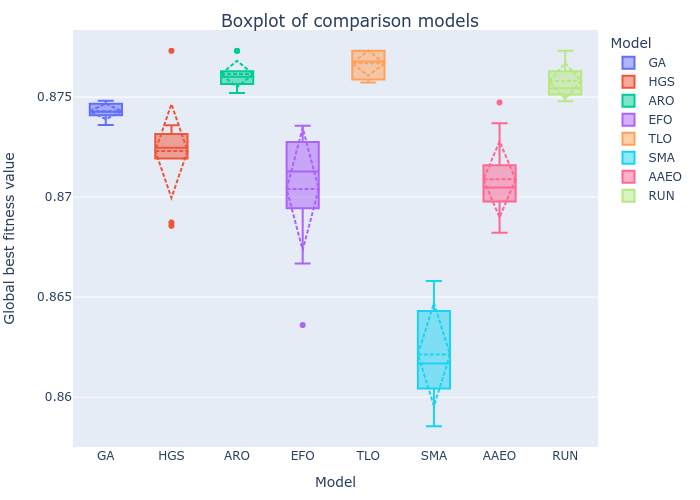 Boxplot of comparison models
Global best fitness value
0.875
0.87
0.865
0.86
GA
HGS
ARO
EFO
TLO
SMA
AAEO
RUN
Model
Model
GA
HGS
ARO
EFO
TLO
SMA
AAEO
RUN